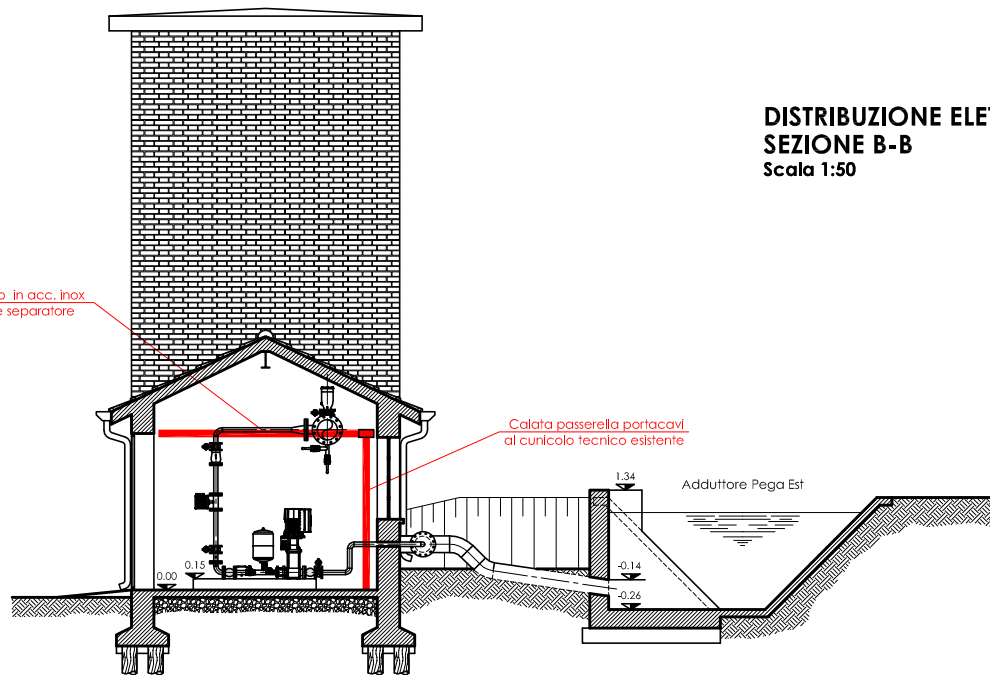 DISTRIBUZIONE
SEZIONE B-B
Scala 1:50
in acc. inox
separatore
Calata passerella portacavi
al cunicolo tecnico esistente
1.34
Adduttore Pega Est
0.00
0.15
-0.14
-0.26